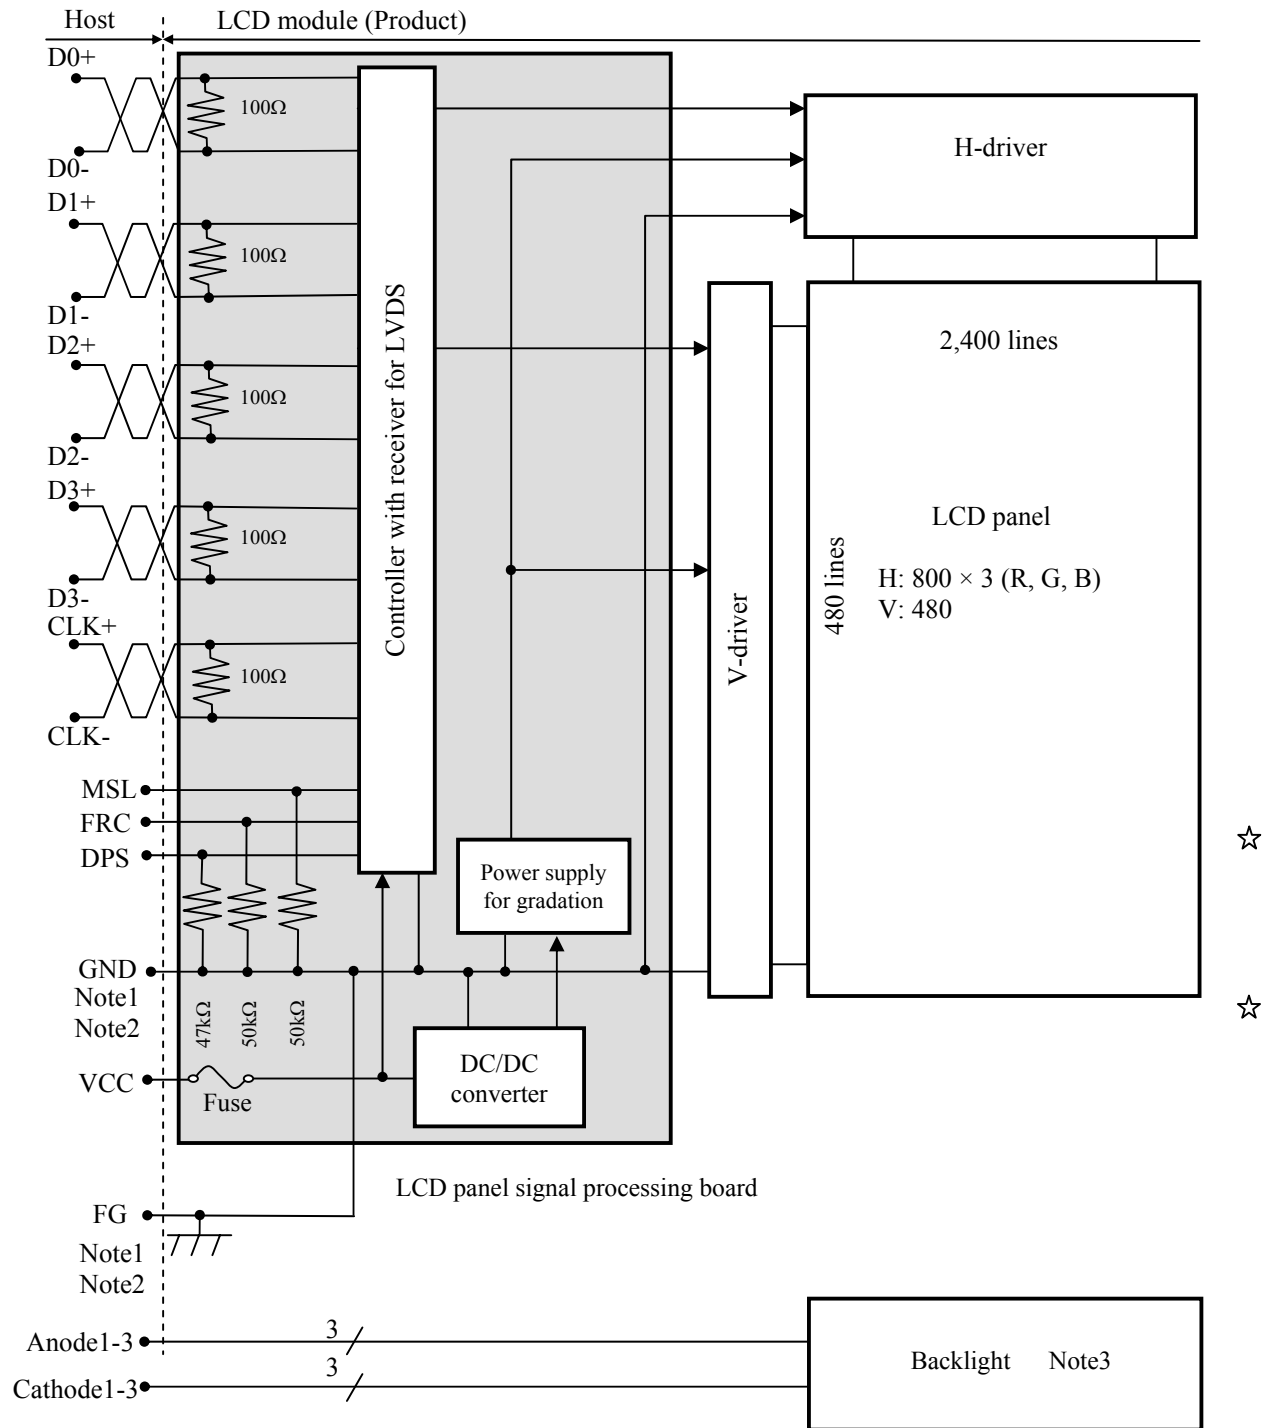 Host
LCD module (Product)
D0+
D0-
100Ω
D1+
D1-
100Ω
D2+
D2-
100Ω
D3+
D3-
100Ω
CLK+
CLK-
100Ω
MSL
FRC
DPS
GND
Note1
Note2
47kΩ
50kΩ
50kΩ
VCC
Fuse
Controller with receiver for LVDS
Power supply
for gradation
DC/DC
converter
LCD panel signal processing board
H-driver
V-driver
2,400 lines
480 lines
LCD panel
H: 800 × 3 (R, G, B)
V: 480
☆
☆
FG
Note1
Note2
Anode1-3
3
Cathode1-3
3
Backlight Note3